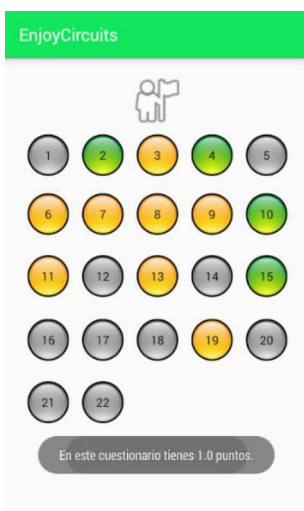 EnjoyCircuits
1 2 3 4 5
6 7 8 9 10
11 12 13 14 15
16 17 18 19 20
21 22
En este cuestionario tienes 1.0 puntos.